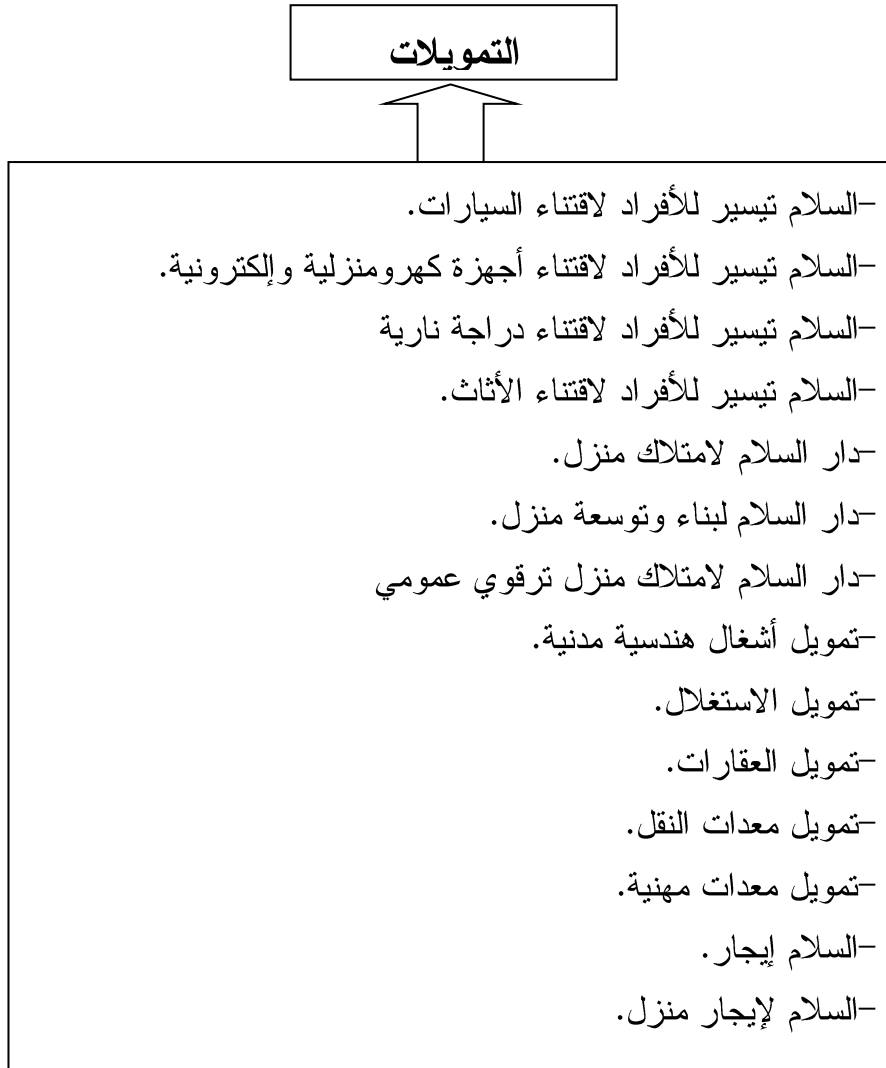 التمويلات
-السلام تيسير للأفراد لاقتناء السيارات.
-السلام تيسير للأفراد لاقتناء أجهزة كهرومنزلية وإلكترونية.
-السلام تيسير للأفراد لاقتناء دراجة نارية
-السلام تيسير للأفراد لاقتناء الأثاث.
-دار السلام لامتلاك منزل.
-دار السلام لبناء وتوسعة منزل.
-دار السلام لامتلاك منزل ترقوي عمومي
-تمويل أشغال هندسية مدنية.
-تمويل الاستغلال.
-تمويل العقارات.
-تمويل معدات النقل.
-تمويل معدات مهنية.
-السلام إيجار.
-السلام لإيجار منزل.